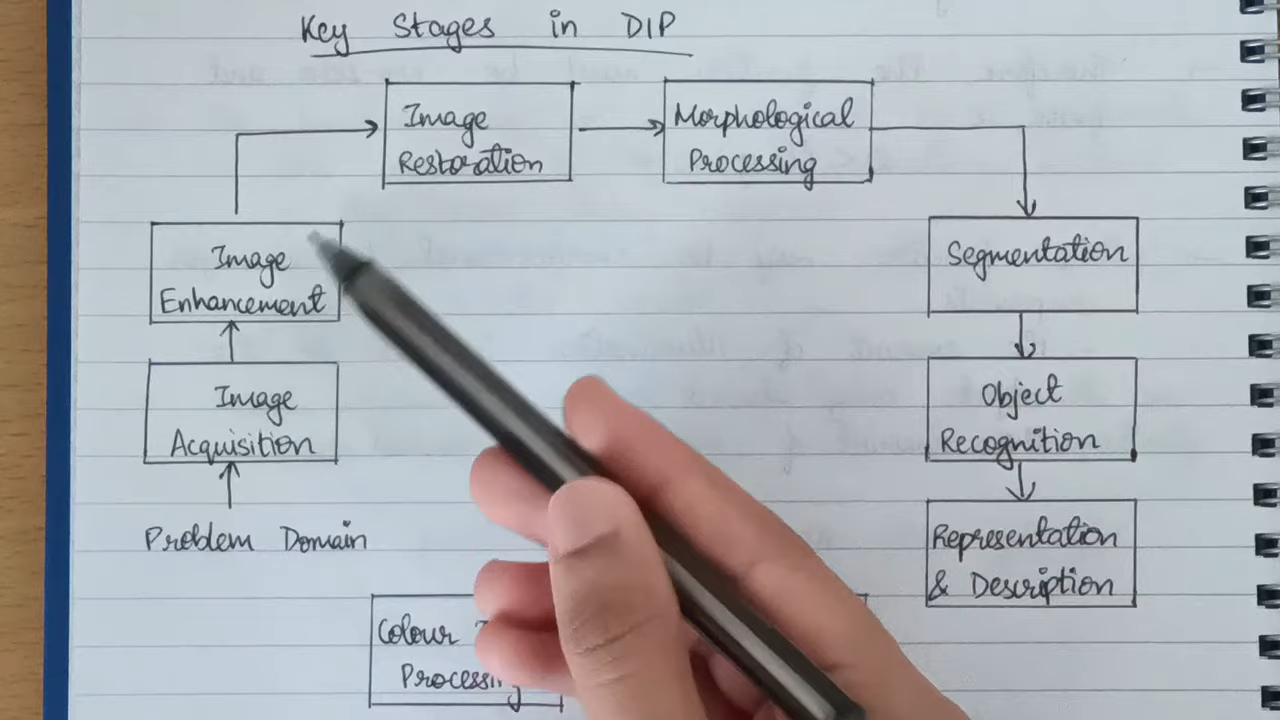 Key Stages in DIP
Image
Restoration
Morphological
Processing
Image
Enhancement
Segmentation
Image
Acquisition
Object
Recognition
Problem Domain
Representation
& Description
Colour
Processing